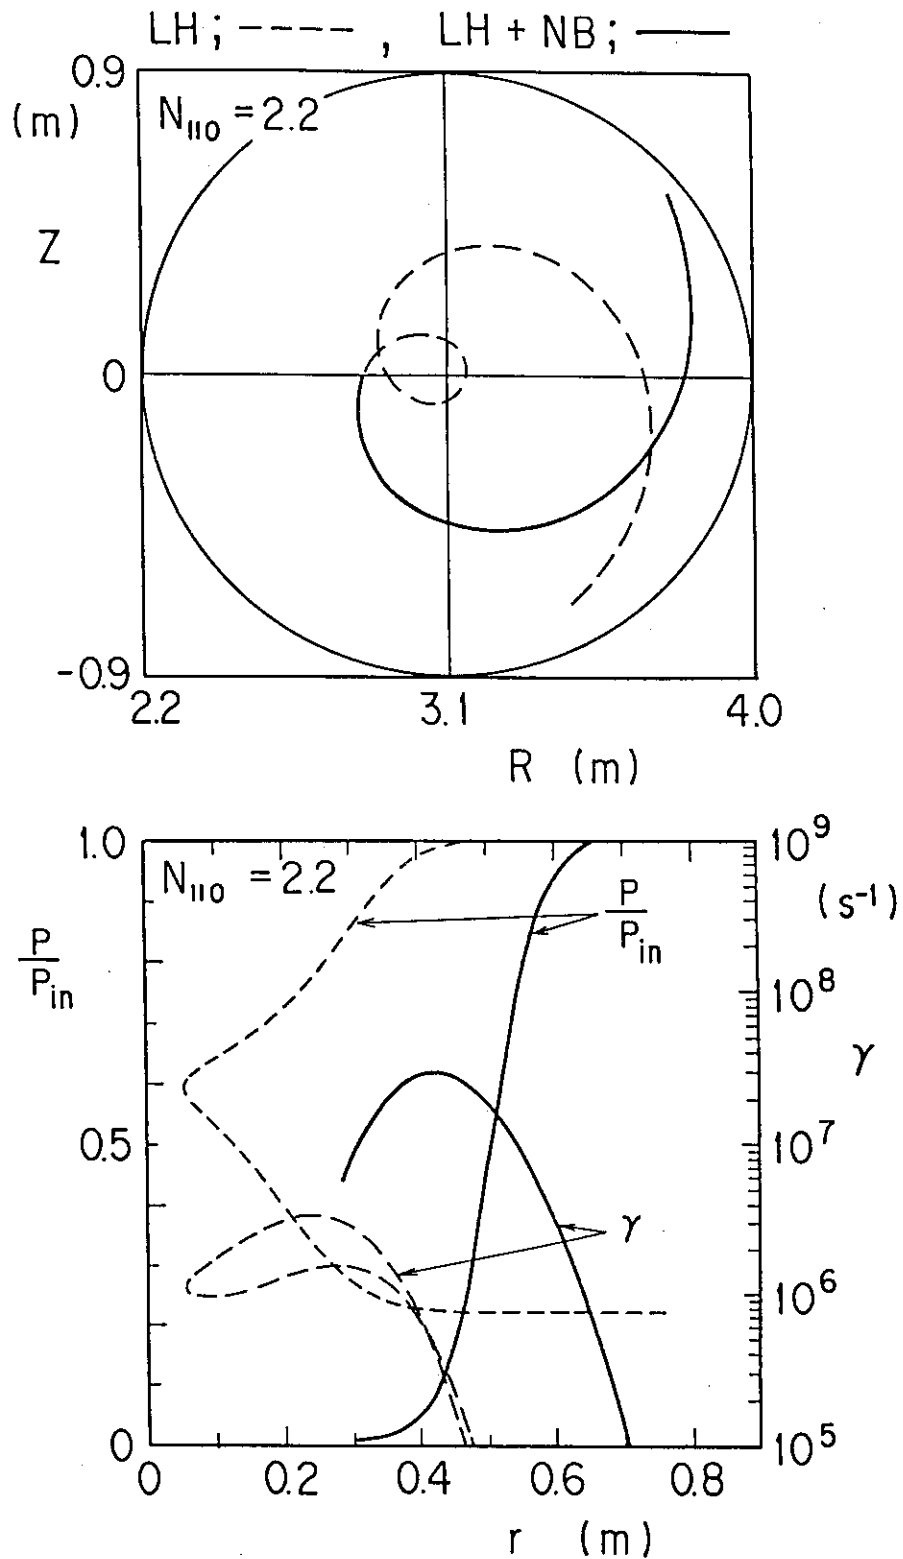 LH ; ----, LH + NB ; —
0.9
(m)
N||0 = 2.2
Z
0
-0.9
2.2 3.1 4.0
R (m)
1.0
N||0 = 2.2
P/Pin
10⁹
(s⁻¹)
P/Pin
10⁸
γ
0.5
10⁷
γ
10⁶
0
10⁵
0 0.2 0.4 0.6 0.8
r (m)